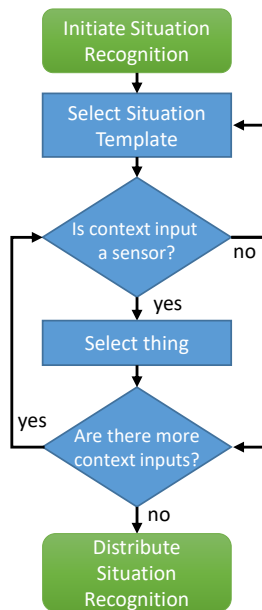 Initiate Situation
Recognition
Select Situation
Template
Is context input
a sensor?
no
yes
Select thing
yes
Are there more
context inputs?
no
Distribute
Situation
Recognition